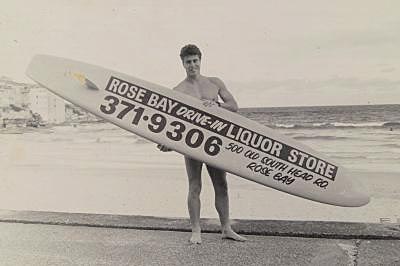 ROSE BAY DRIVE-IN LIQUOR STORE
371·9306
500 OLD SOUTH HEAD RD.
ROSE BAY